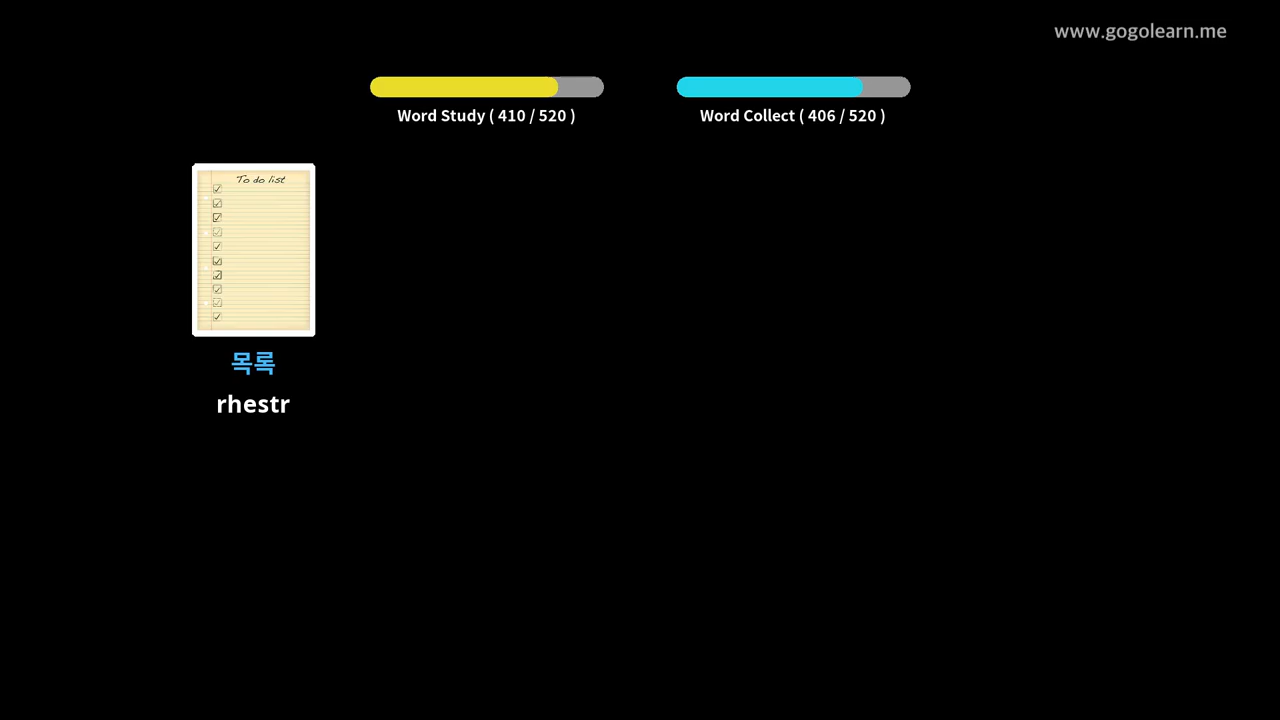 www.gogolearn.me
Word Study ( 410 / 520 )
Word Collect ( 406 / 520 )
To do list
목록
rhestr